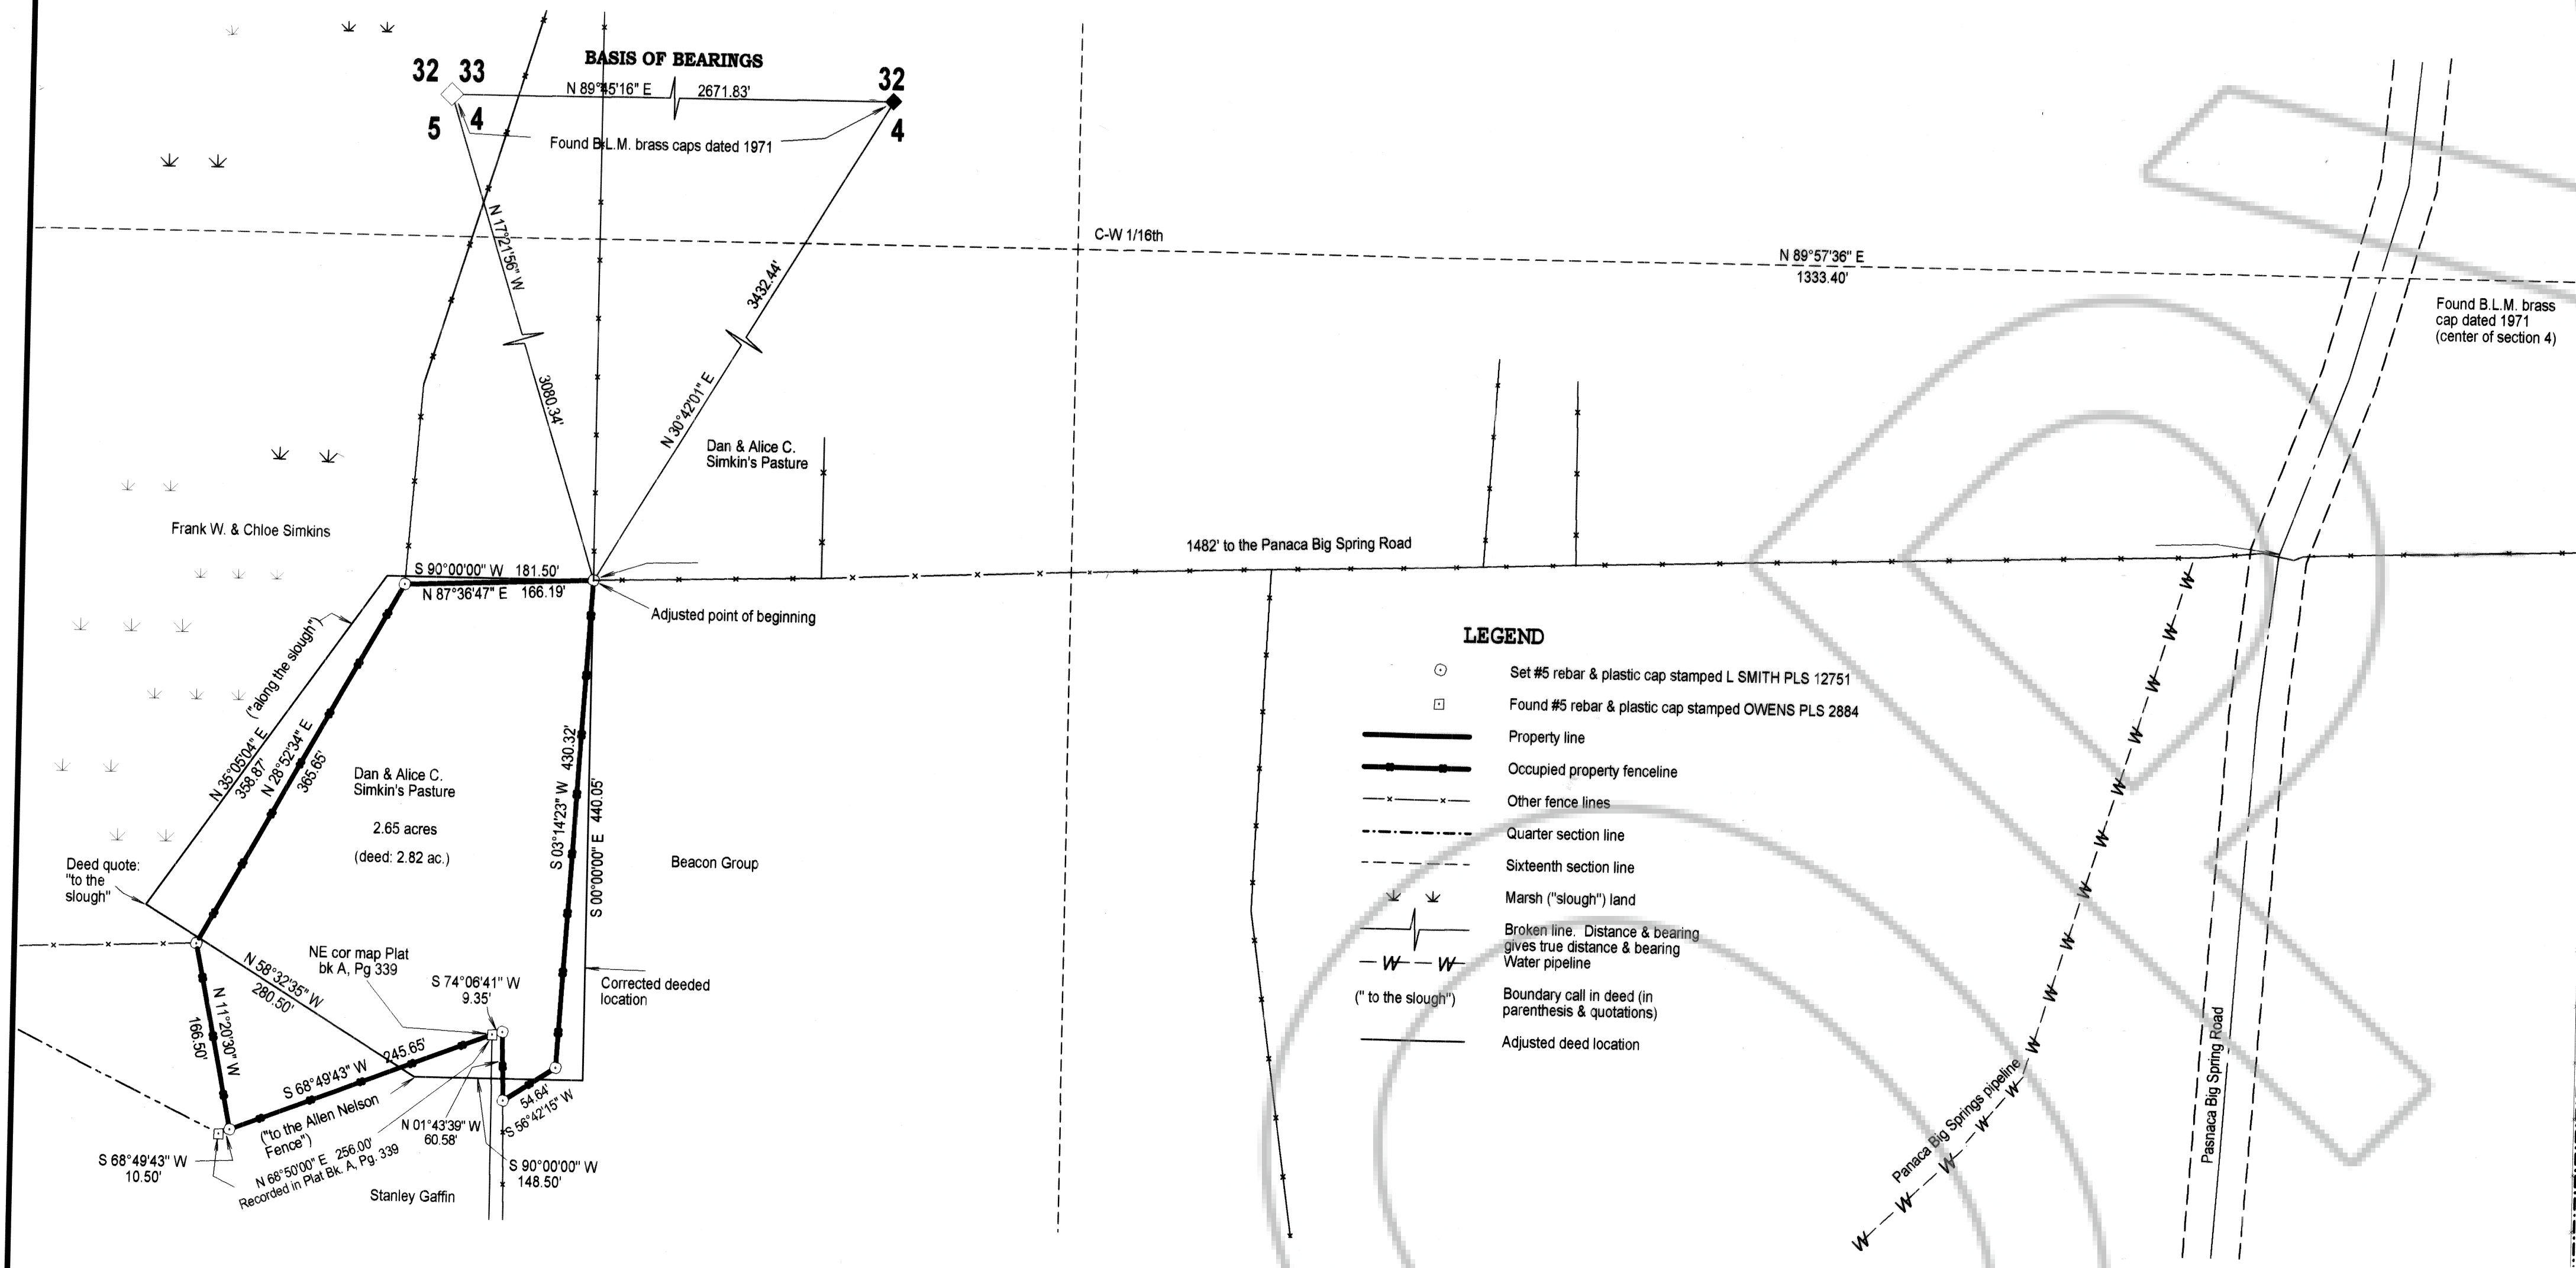 BASIS OF BEARINGS
32 33
N 89°45'16" E 2671.83'
32
5 4
4
Found B.L.M. brass caps dated 1971
N 17°21'56" W
3080.34'
3432.44'
N 30°42'01" E
C-W 1/16th
N 89°57'36" E
1333.40'
Found B.L.M. brass
cap dated 1971
(center of section 4)
Dan & Alice C.
Simkin's Pasture
Frank W. & Chloe Simkins
1482' to the Panaca Big Spring Road
S 90°00'00" W 181.50'
N 87°36'47" E 166.19'
Adjusted point of beginning
("along the slough")
N 35°05'04" E
358.87'
N 28°52'34" E
365.65'
Dan & Alice C.
Simkin's Pasture
2.65 acres
(deed: 2.82 ac.)
S 03°14'23" W 430.32'
S 00°00'00" E 440.05'
Beacon Group
Deed quote:
"to the
slough"
N 58°32'35" W
280.50'
NE cor map Plat
bk A, Pg 339
S 74°06'41" W
9.35'
Corrected deeded
location
N 11°20'30" W
166.50'
S 68°49'43" W 245.65'
("to the Allen Nelson
Fence")
N 68°50'00" E 256.00'
Recorded in Plat Bk. A, Pg. 339
N 01°43'39" W
60.58'
54.64'
S 56°42'15" W
S 90°00'00" W
148.50'
S 68°49'43" W
10.50'
Stanley Gaffin
LEGEND
Set #5 rebar & plastic cap stamped L SMITH PLS 12751
Found #5 rebar & plastic cap stamped OWENS PLS 2884
Property line
Occupied property fenceline
Other fence lines
Quarter section line
Sixteenth section line
Marsh ("slough") land
Broken line. Distance & bearing
gives true distance & bearing
W W Water pipeline
(" to the slough") Boundary call in deed (in
parenthesis & quotations)
Adjusted deed location
Panaca Big Springs pipeline
Pasnaca Big Spring Road